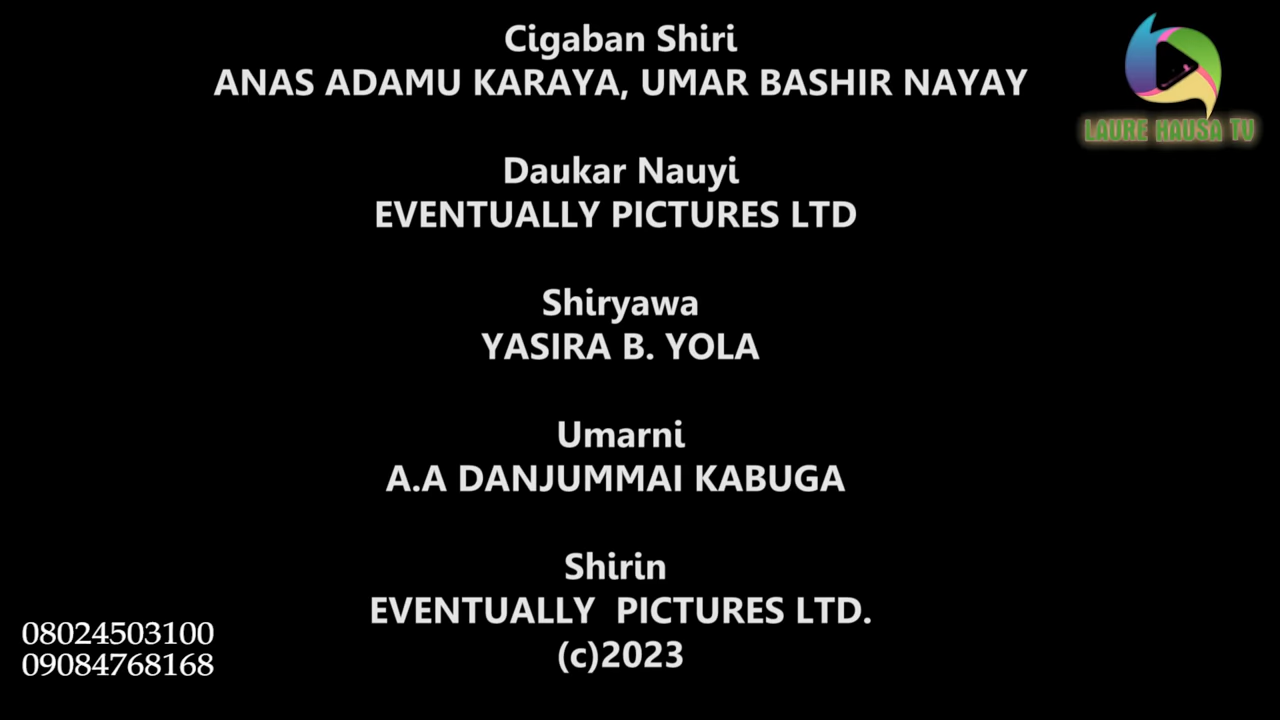 Cigaban Shiri
ANAS ADAMU KARAYA, UMAR BASHIR NAYAY
LAURE HAUSA TV
Daukar Nauyi
EVENTUALLY PICTURES LTD
Shiryawa
YASIRA B. YOLA
Umarni
A.A DANJUMMAI KABUGA
Shirin
EVENTUALLY PICTURES LTD.
(c)2023
08024503100
09084768168